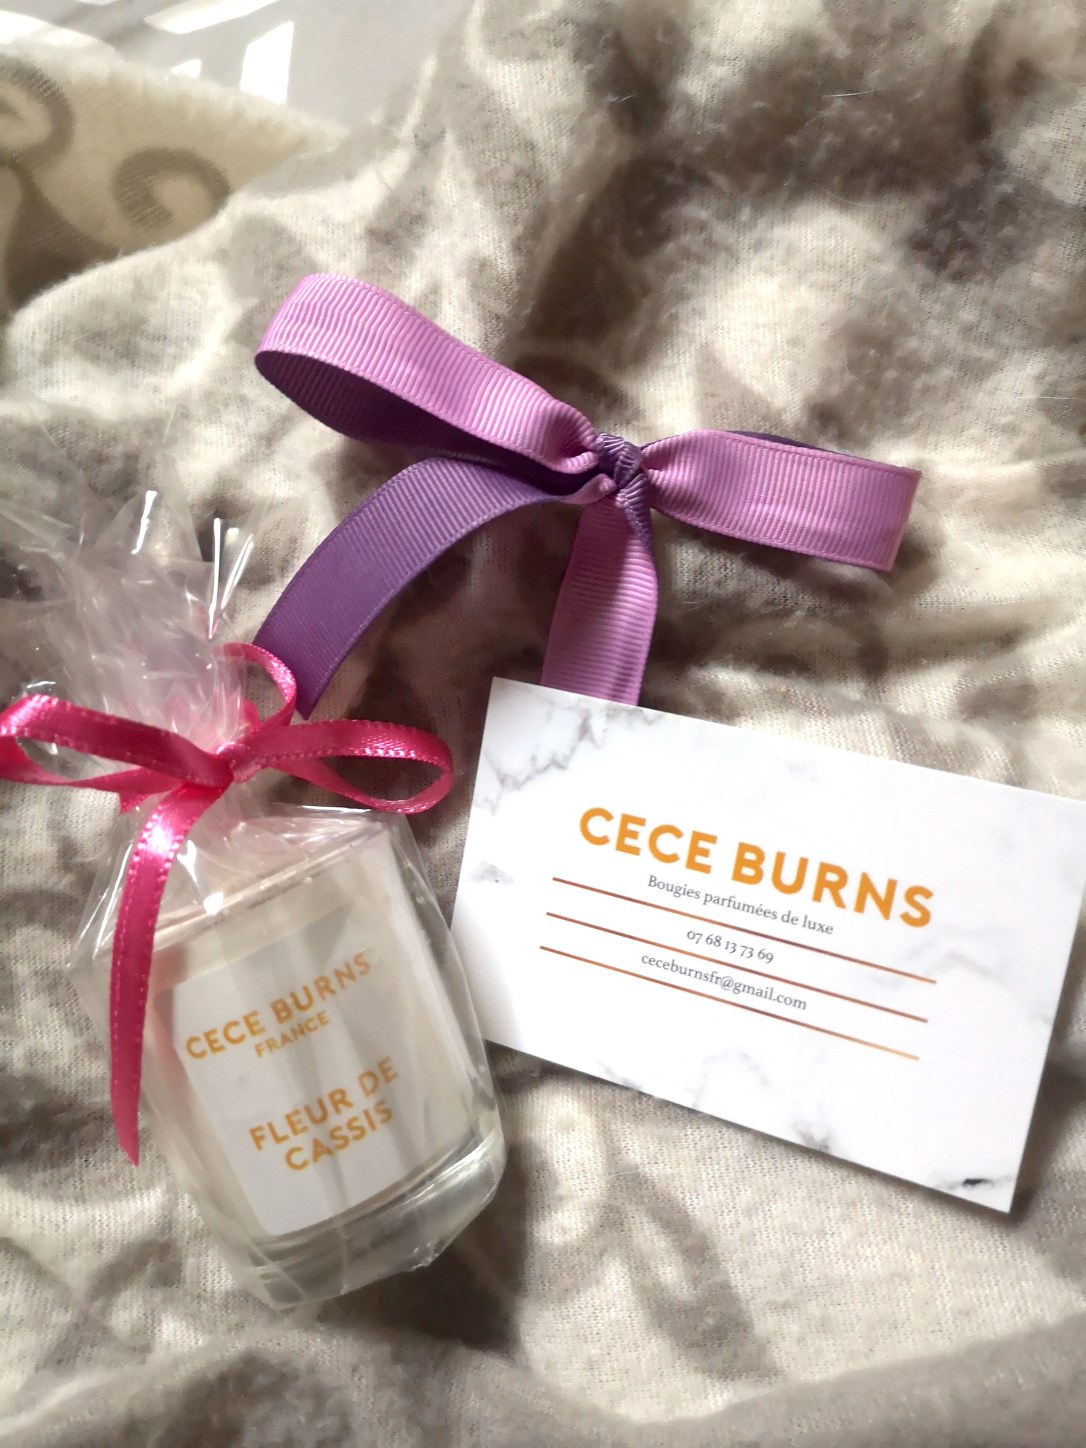 CECE BURNS
Bougies parfumées de luxe
07 68 13 73 69
ceceburnsfr@gmail.com
CECE BURNS
FRANCE
FLEUR DE
CASSIS